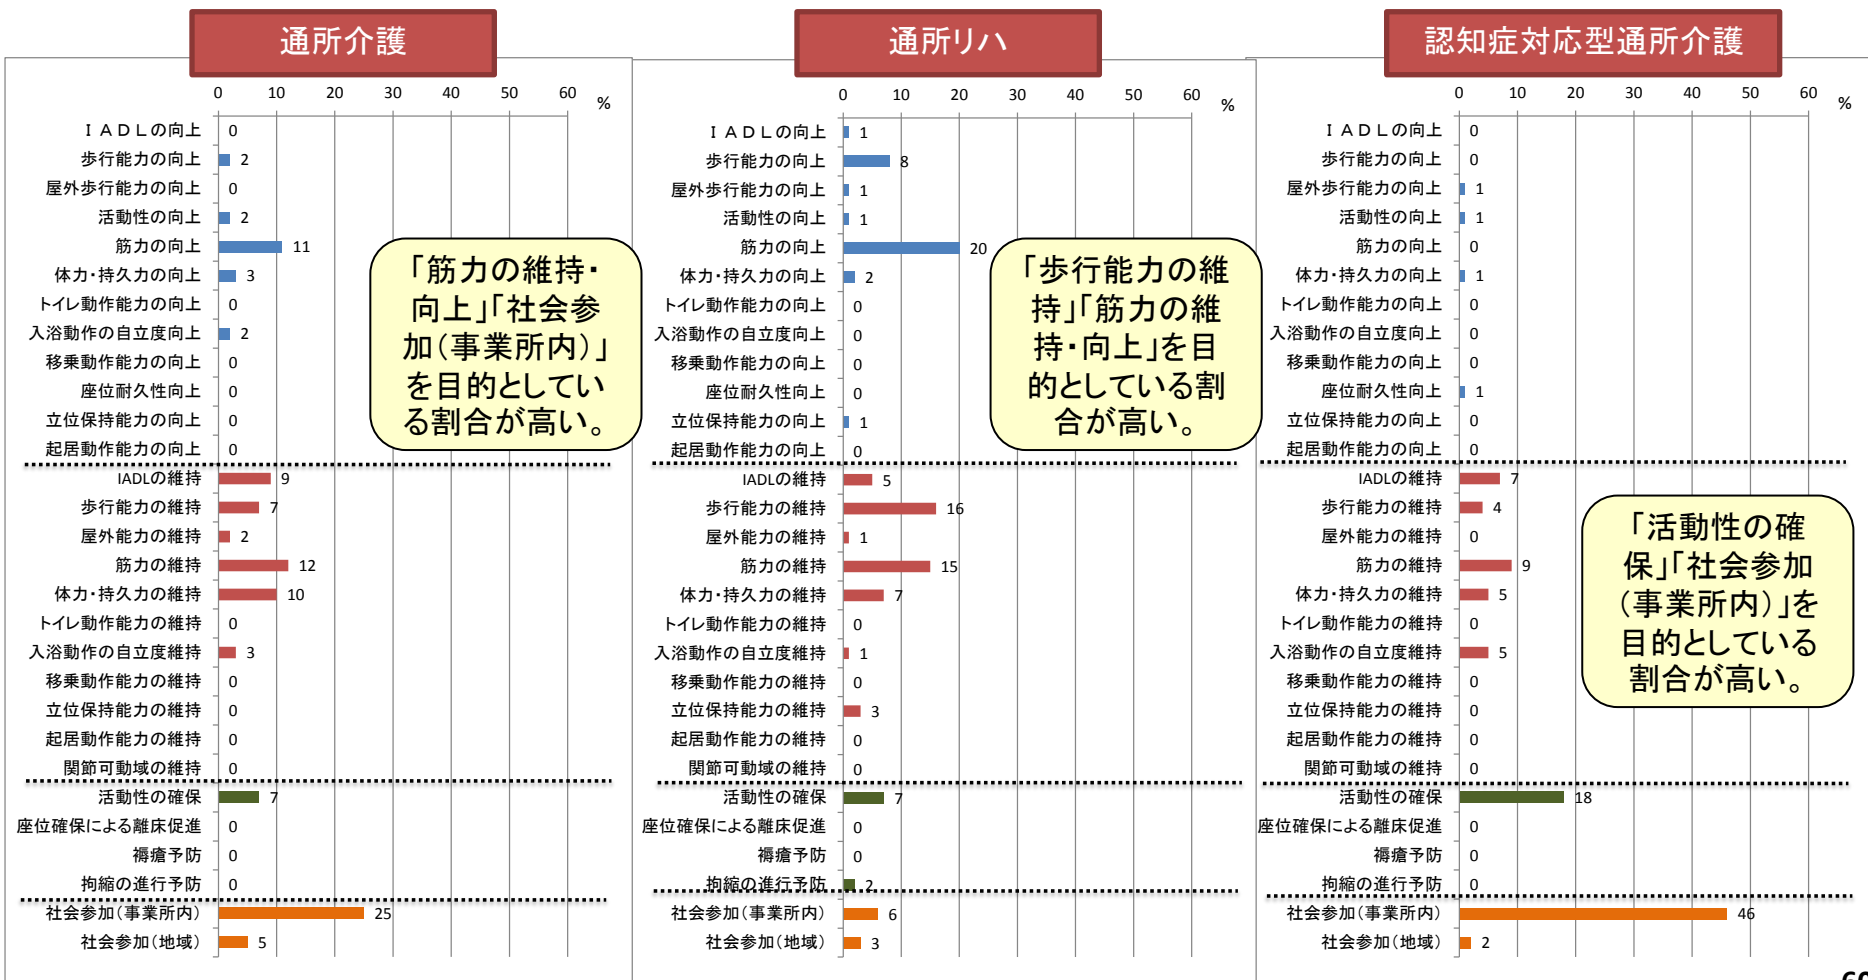 通所介護
0 10 20 30 40 50 60 %
ＩＡＤＬの向上 0
歩行能力の向上 2
屋外歩行能力の向上 0
活動性の向上 2
筋力の向上 11
体力・持久力の向上 3
トイレ動作能力の向上 0
入浴動作の自立度向上 2
移乗動作能力の向上 0
座位耐久性向上 0
立位保持能力の向上 0
起居動作能力の向上 0
IADLの維持 9
歩行能力の維持 7
屋外能力の維持 2
筋力の維持 12
体力・持久力の維持 10
トイレ動作能力の維持 0
入浴動作の自立度維持 3
移乗動作能力の維持 0
立位保持能力の維持 0
起居動作能力の維持 0
関節可動域の維持 0
活動性の確保 7
座位確保による離床促進 0
褥瘡予防 0
拘縮の進行予防 0
社会参加（事業所内） 25
社会参加（地域） 5
「筋力の維持・
向上」「社会参
加（事業所内）」
を目的としてい
る割合が高い。
通所リハ
0 10 20 30 40 50 60 %
ＩＡＤＬの向上 1
歩行能力の向上 8
屋外歩行能力の向上 1
活動性の向上 1
筋力の向上 20
体力・持久力の向上 2
トイレ動作能力の向上 0
入浴動作の自立度向上 0
移乗動作能力の向上 0
座位耐久性向上 0
立位保持能力の向上 1
起居動作能力の向上 0
IADLの維持 5
歩行能力の維持 16
屋外能力の維持 1
筋力の維持 15
体力・持久力の維持 7
トイレ動作能力の維持 0
入浴動作の自立度維持 1
移乗動作能力の維持 0
立位保持能力の維持 3
起居動作能力の維持 0
関節可動域の維持 0
活動性の確保 7
座位確保による離床促進 0
褥瘡予防 0
拘縮の進行予防 2
社会参加（事業所内） 6
社会参加（地域） 3
「歩行能力の維
持」「筋力の維
持・向上」を目
的としている割
合が高い。
認知症対応型通所介護
0 10 20 30 40 50 60 %
ＩＡＤＬの向上 0
歩行能力の向上 0
屋外歩行能力の向上 1
活動性の向上 1
筋力の向上 0
体力・持久力の向上 1
トイレ動作能力の向上 0
入浴動作の自立度向上 0
移乗動作能力の向上 0
座位耐久性向上 1
立位保持能力の向上 0
起居動作能力の向上 0
IADLの維持 7
歩行能力の維持 4
屋外能力の維持 0
筋力の維持 9
体力・持久力の維持 5
トイレ動作能力の維持 0
入浴動作の自立度維持 5
移乗動作能力の維持 0
立位保持能力の維持 0
起居動作能力の維持 0
関節可動域の維持 0
活動性の確保 18
座位確保による離床促進 0
褥瘡予防 0
拘縮の進行予防 0
社会参加（事業所内） 46
社会参加（地域） 2
「活動性の確
保」「社会参加
（事業所内）」を
目的としている
割合が高い。